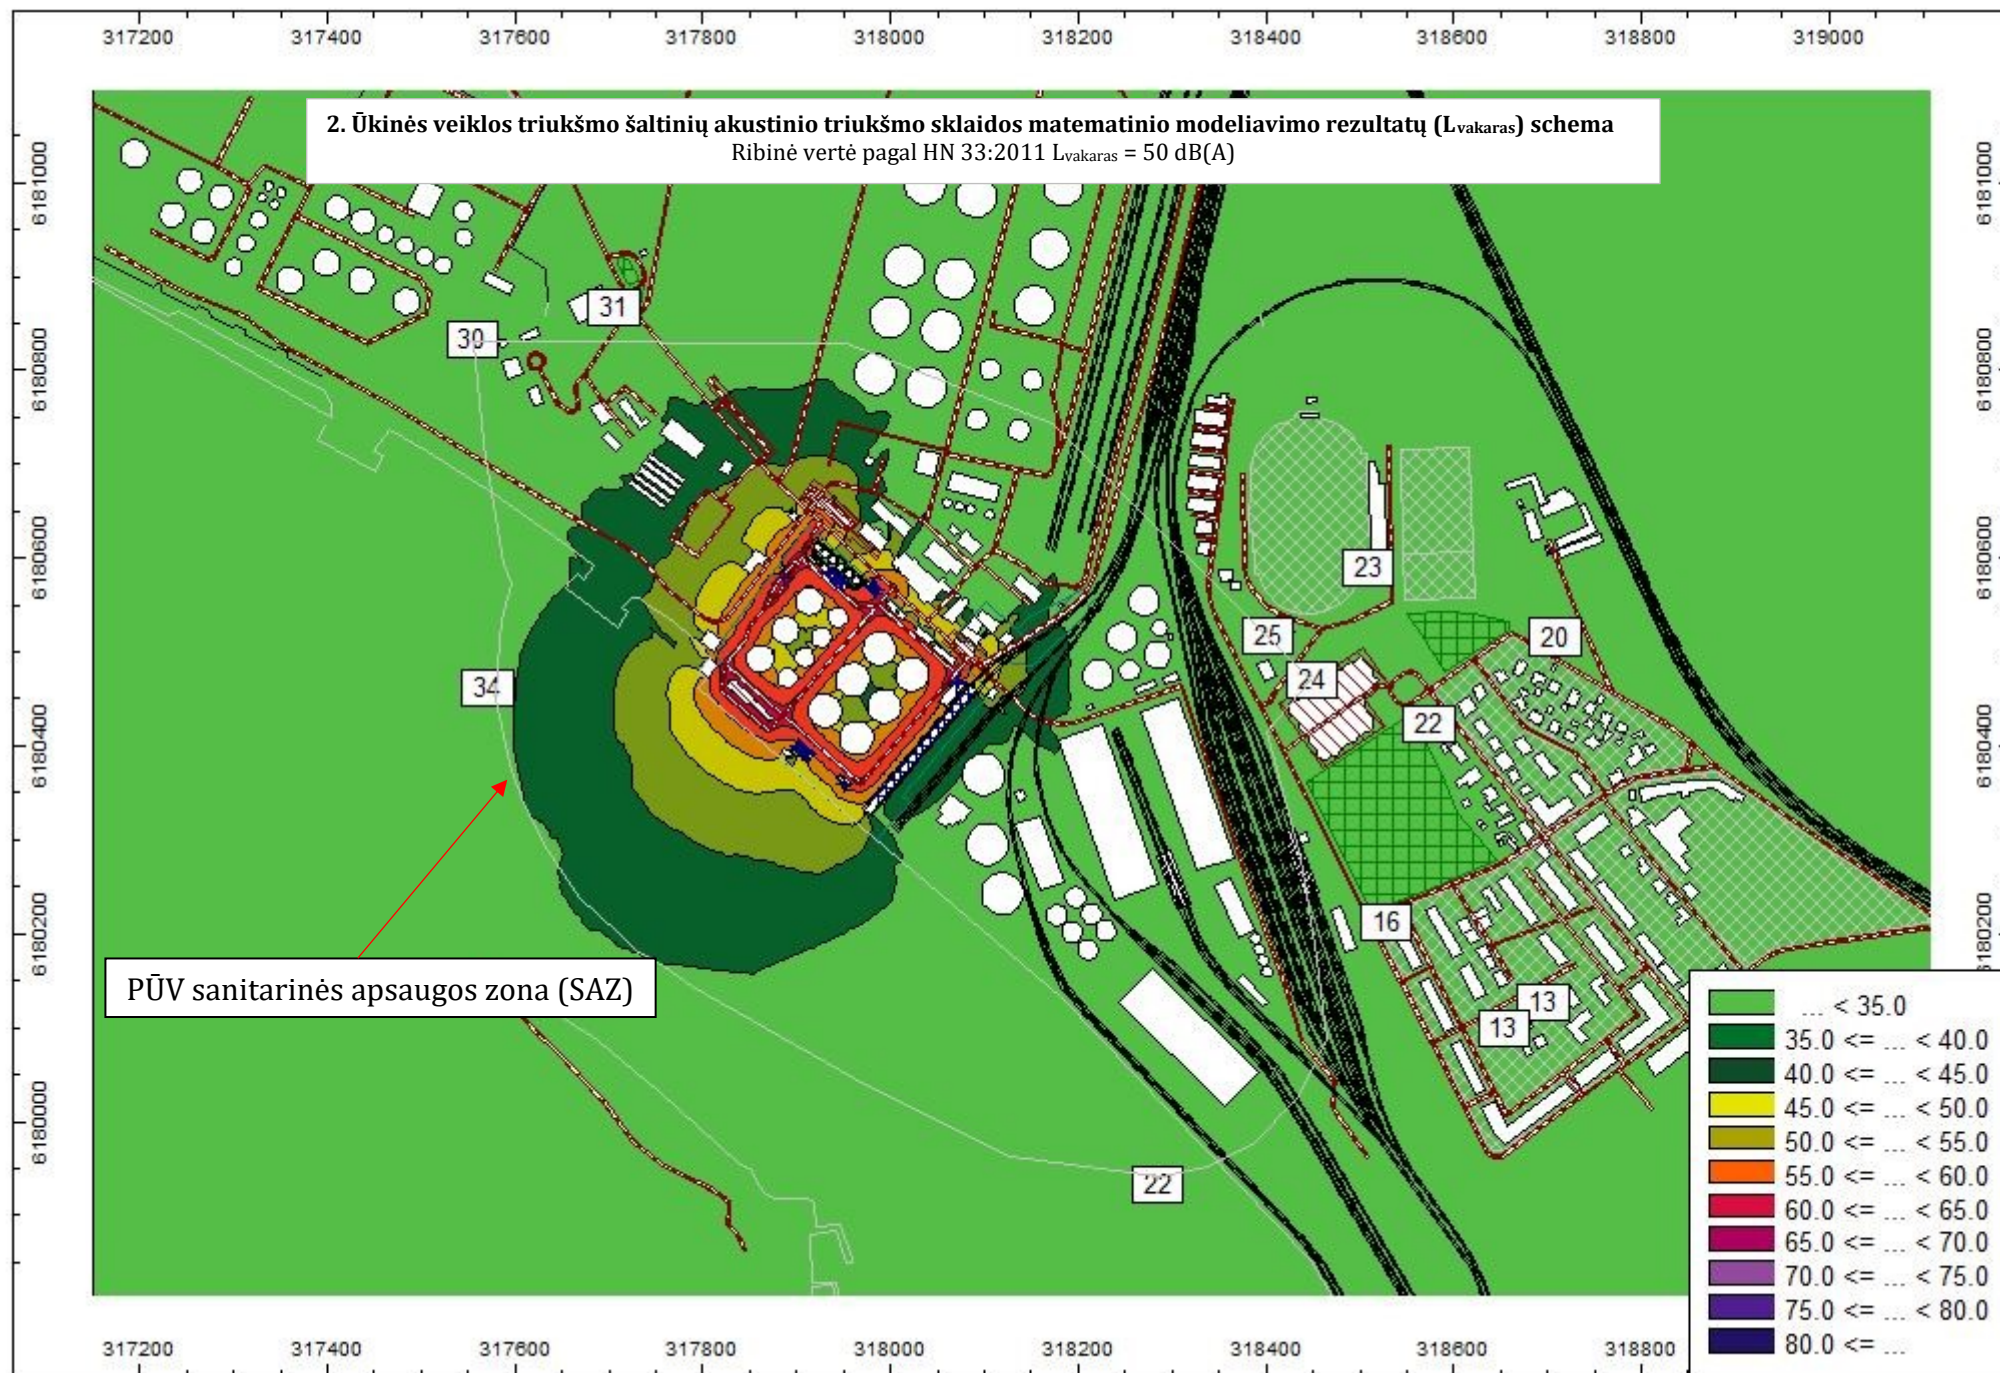 317200 317400 317600 317800 318000 318200 318400 318600 318800 319000
2. Ūkinės veiklos triukšmo šaltinių akustinio triukšmo sklaidos matematinio modeliavimo rezultatų (Lvakaras) schema
Ribinė vertė pagal HN 33:2011 Lvakaras = 50 dB(A)
6181000 6181000
31
30
6180800 6180800
6180600 6180600
23
25
20
24
34
22
6180400 6180400
16
6180200 6180200
PŪV sanitarinės apsaugos zona (SAZ)
13
13
6180000
22
... < 35.0
35.0 <= ... < 40.0
40.0 <= ... < 45.0
45.0 <= ... < 50.0
50.0 <= ... < 55.0
55.0 <= ... < 60.0
60.0 <= ... < 65.0
65.0 <= ... < 70.0
70.0 <= ... < 75.0
75.0 <= ... < 80.0
80.0 <= ...
317200 317400 317600 317800 318000 318200 318400 318600 318800